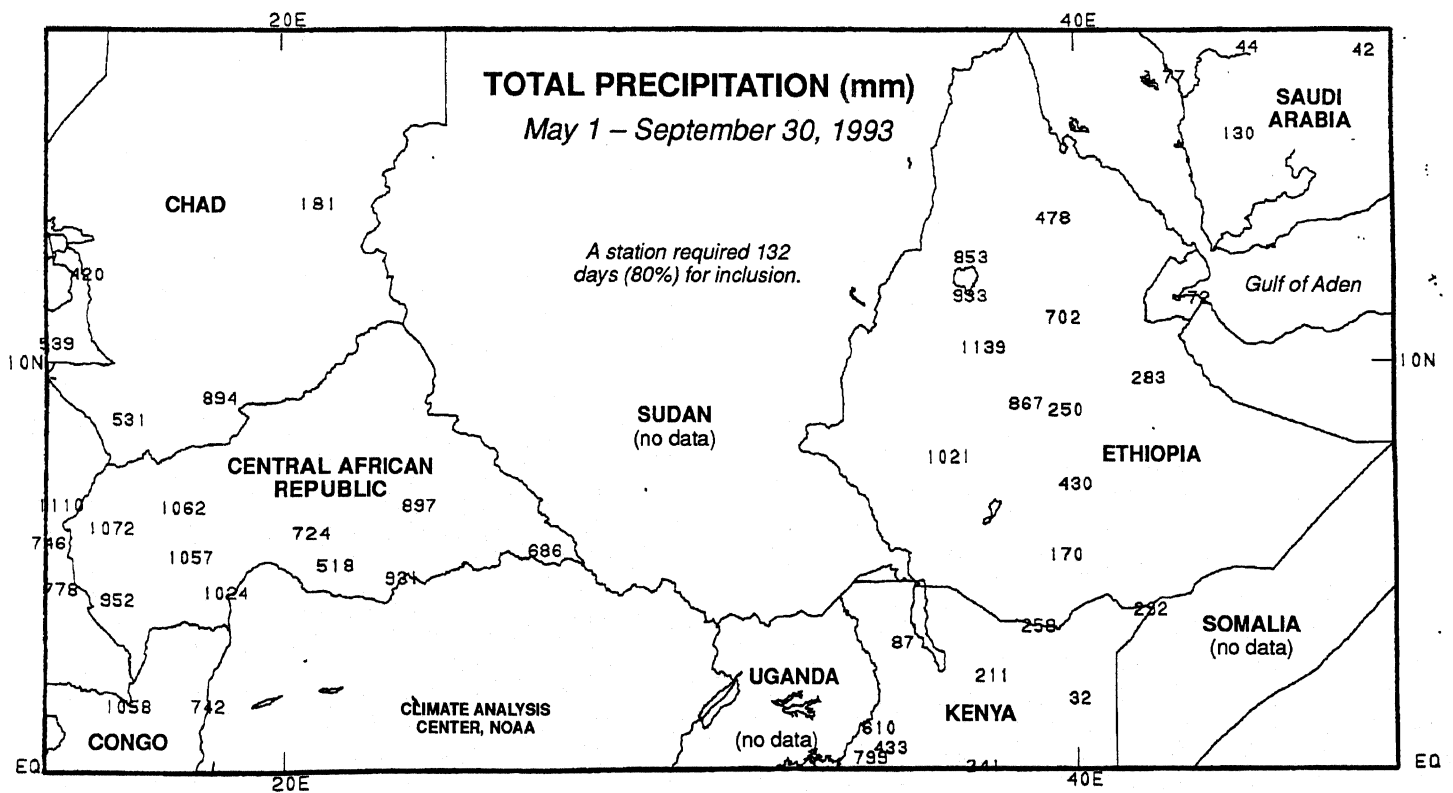 20E 40E
TOTAL PRECIPITATION (mm)
May 1 – September 30, 1993
44 42
77
SAUDI
ARABIA
130
CHAD 181
478
A station required 132
days (80%) for inclusion.
853
420
Gulf of Aden
933
72
702
539
1139
10N 10N
283
894
867 250
531
SUDAN
(no data)
1021
ETHIOPIA
CENTRAL AFRICAN
REPUBLIC
430
1110 1062 897
1072
724
746
686
1057
170
518
931
778
952
1024
292
258
SOMALIA
(no data)
87
UGANDA
211
32
1058 742
CLIMATE ANALYSIS
CENTER, NOAA
KENYA
610
CONGO
(no data)
433
799
341
EQ EQ
20E 40E